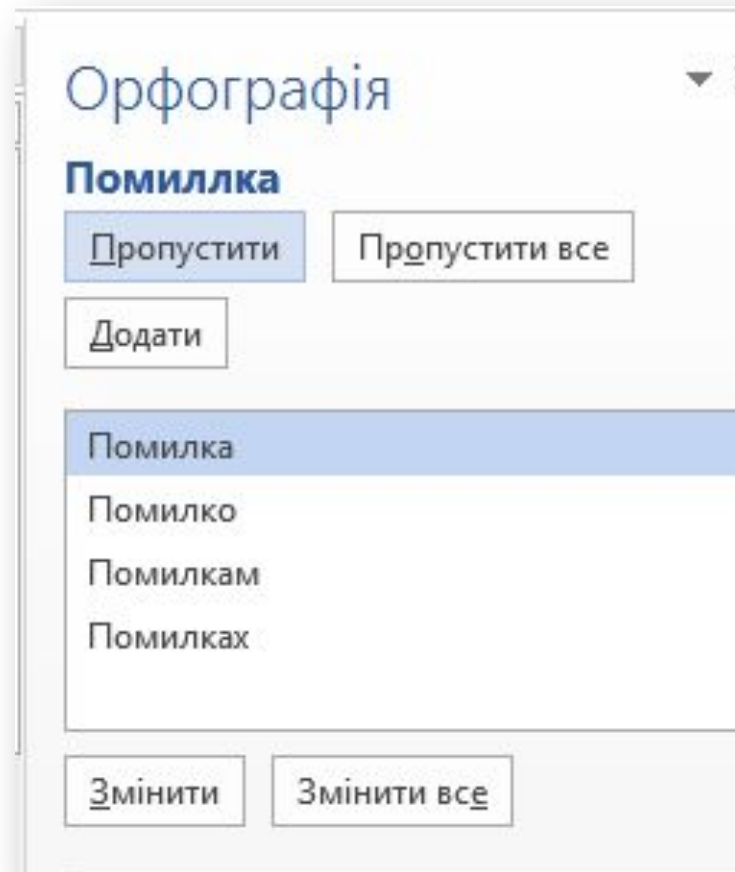 Орфографія
Помиллка
Пропустити Пропустити все
Додати
Помилка
Помилко
Помилкам
Помилках
Змінити Змінити все